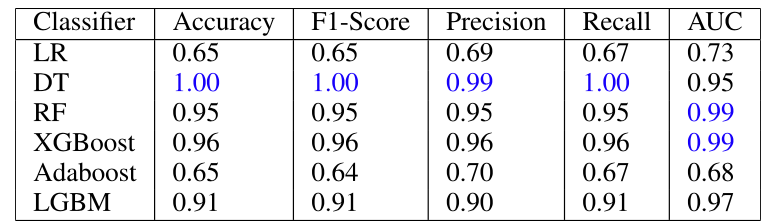 Classifier Accuracy F1-Score Precision Recall AUC
LR 0.65 0.65 0.69 0.67 0.73
DT 1.00 1.00 0.99 1.00 0.95
RF 0.95 0.95 0.95 0.95 0.99
XGBoost 0.96 0.96 0.96 0.96 0.99
Adaboost 0.65 0.64 0.70 0.67 0.68
LGBM 0.91 0.91 0.90 0.91 0.97